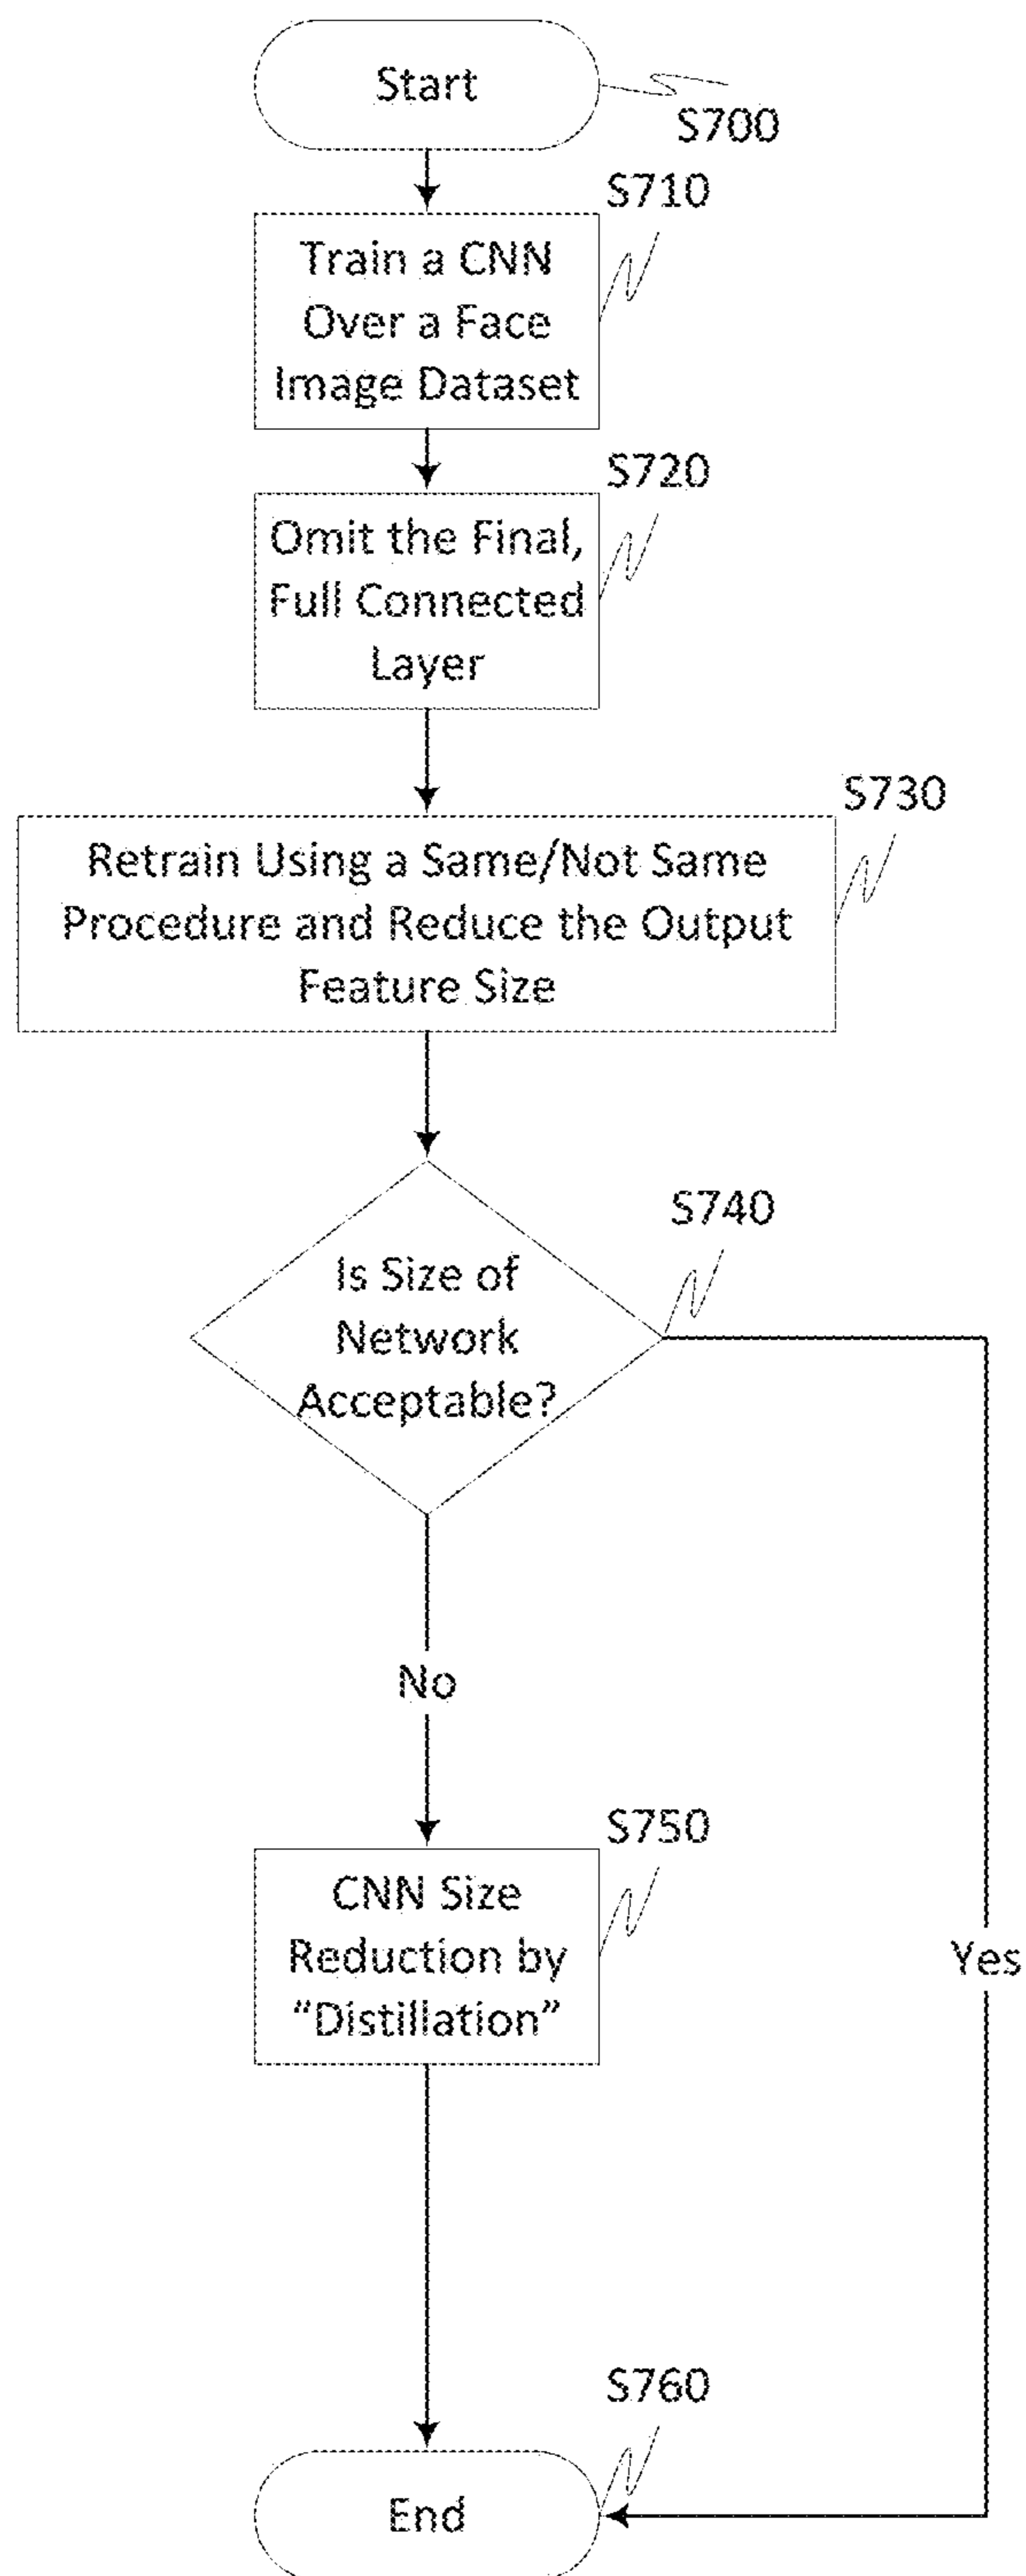 Start
S700
S710
Train a CNN
Over a Face
Image Dataset
S720
Omit the Final,
Full Connected
Layer
S730
Retrain Using a Same/Not Same
Procedure and Reduce the Output
Feature Size
S740
Is Size of
Network
Acceptable?
No
S750
CNN Size
Reduction by
“Distillation”
Yes
S760
End